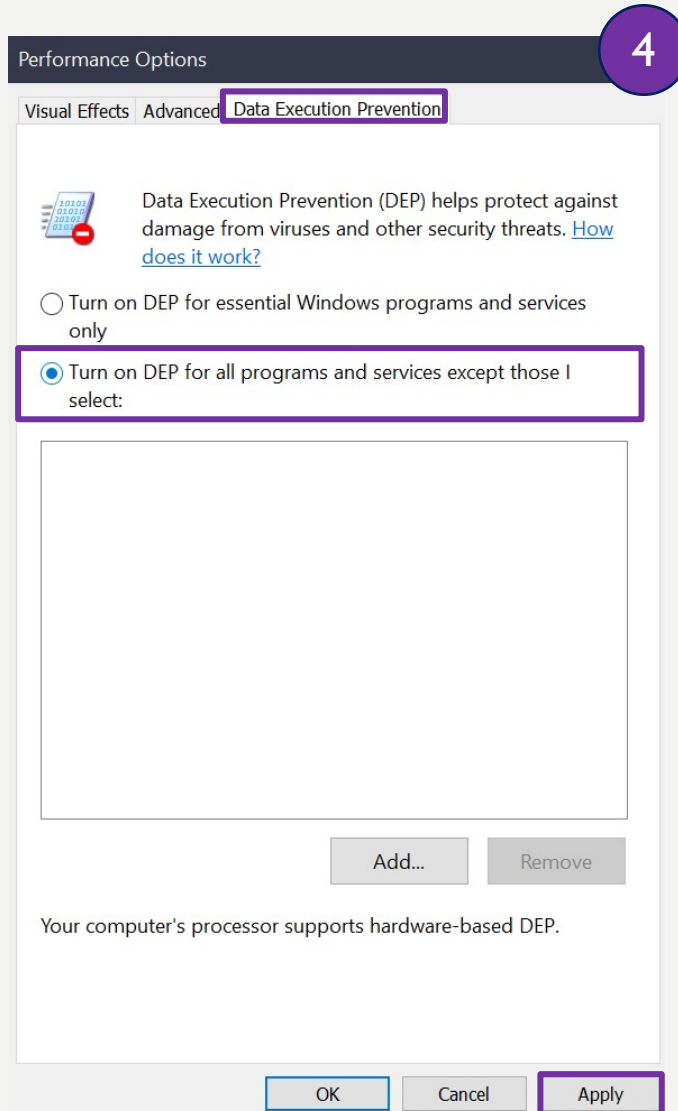 4
Performance Options
Visual Effects Advanced Data Execution Prevention
Data Execution Prevention (DEP) helps protect against
damage from viruses and other security threats. How
does it work?
Turn on DEP for essential Windows programs and services
only
Turn on DEP for all programs and services except those I
select:
Add... Remove
Your computer's processor supports hardware-based DEP.
OK Cancel Apply